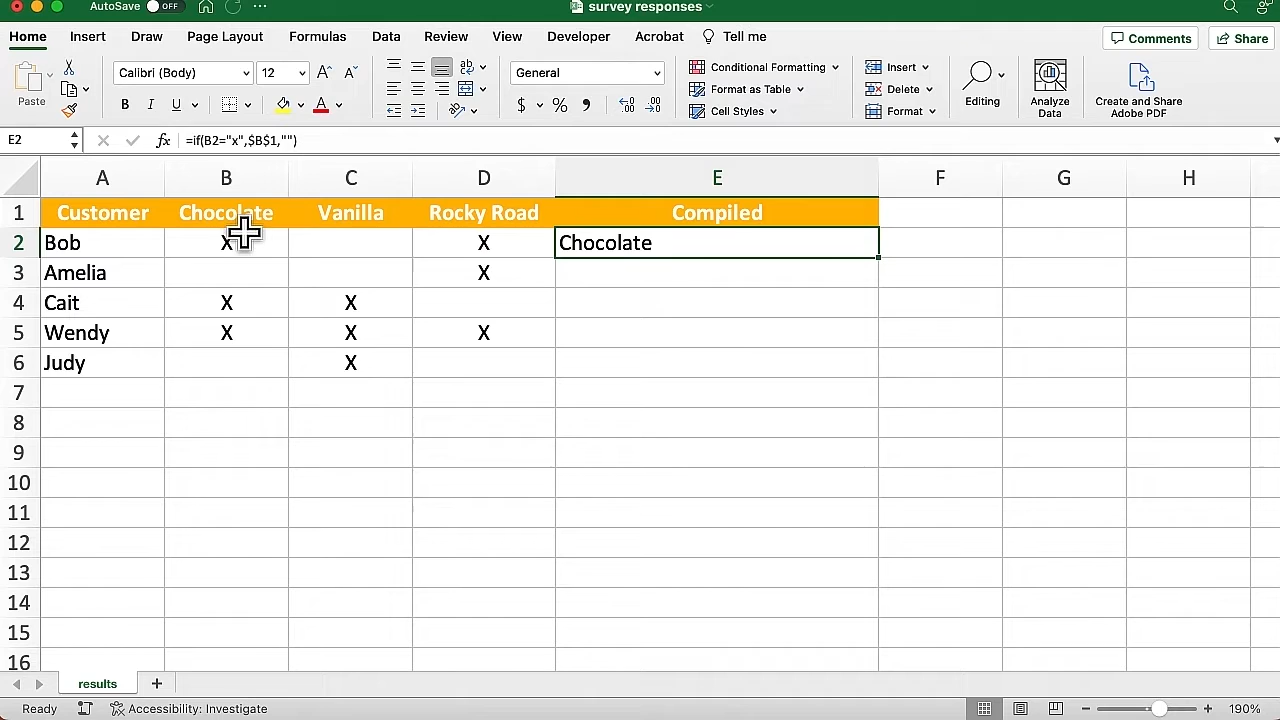 AutoSave OFF ... survey responses
Home Insert Draw Page Layout Formulas Data Review View Developer Acrobat Tell me Comments Share
Paste Calibri (Body) 12 A A ab General Conditional Formatting Insert Editing Analyze Data Create and Share Adobe PDF
B I U A $ % Format as Table Delete
Cell Styles Format
E2 fx =if(B2="x",$B$1,"")
A B C D E F G H
1 Customer Chocolate Vanilla Rocky Road Compiled
2 Bob X X Chocolate
3 Amelia X
4 Cait X X
5 Wendy X X X
6 Judy X
7
8
9
10
11
12
13
14
15
16
results +
Ready Accessibility: Investigate - + 190%